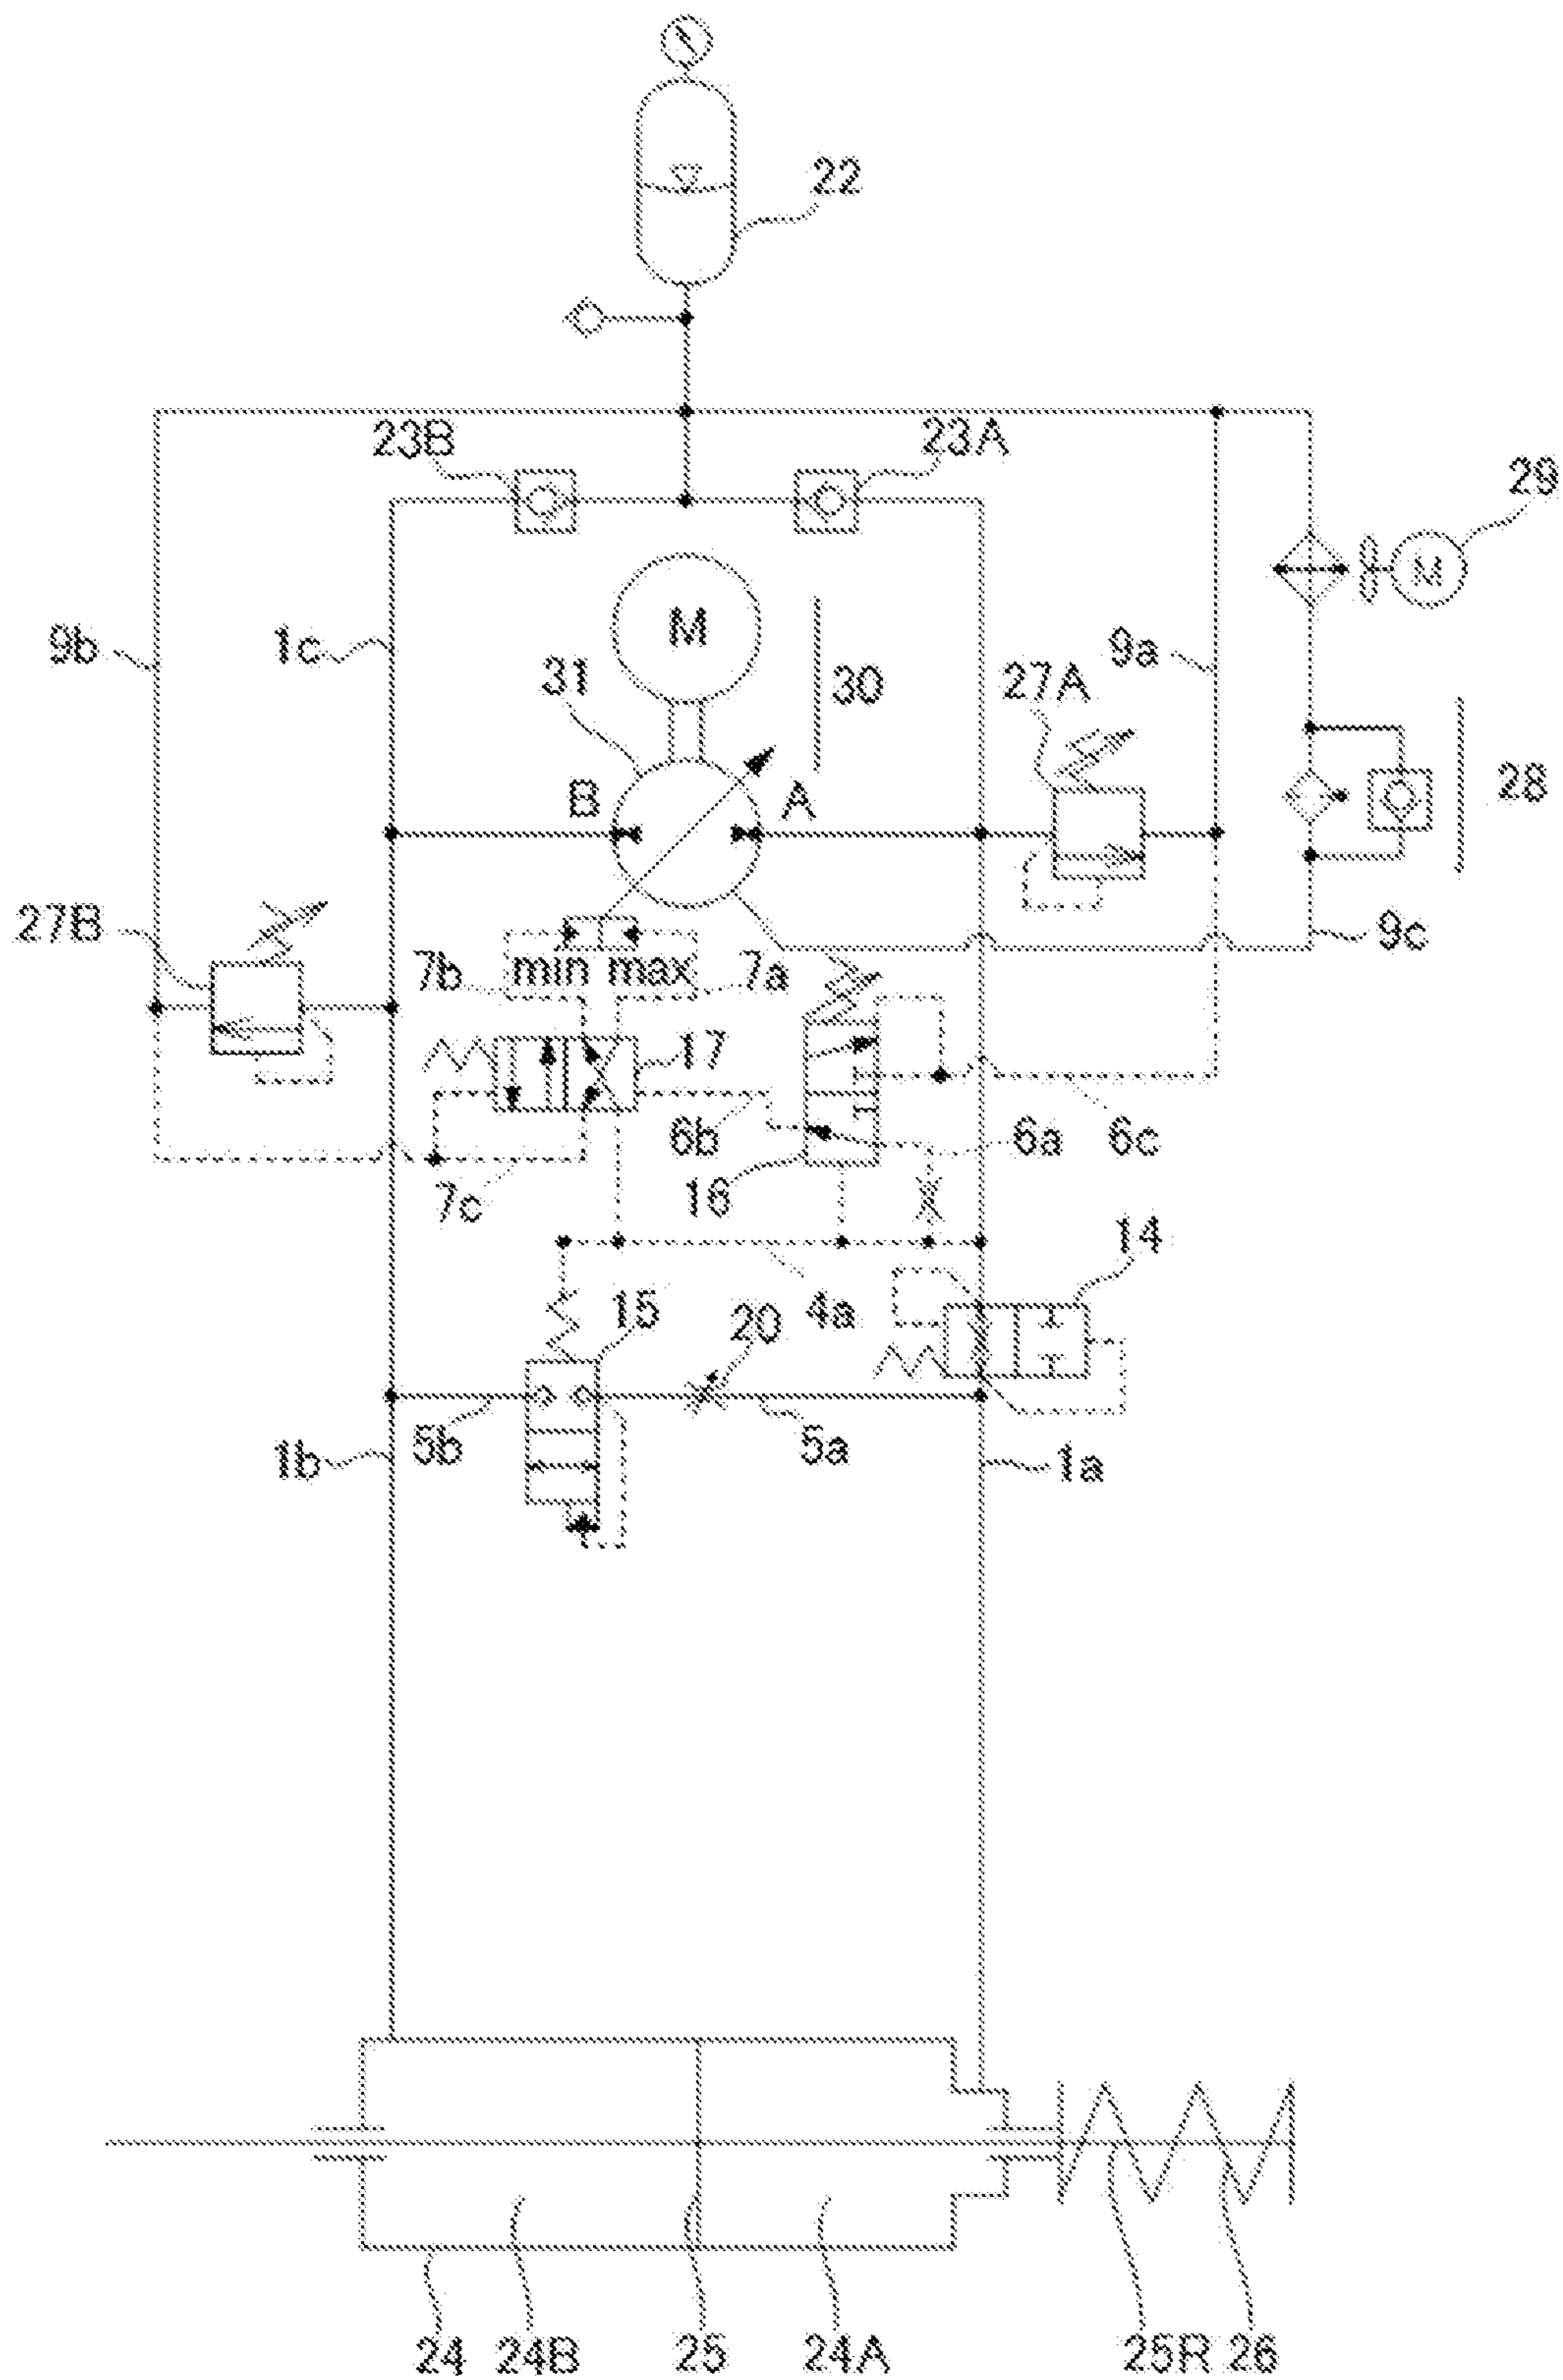 22
23B 23A
29
M
M
9b 1c 9a
31 30 27A
28
B A
27B 9c
7b min max 7a
17
6b 6a 6c
7c 16
14
15 20 4a
5b 5a
1b 1a
24 24B 25 24A 25R 26